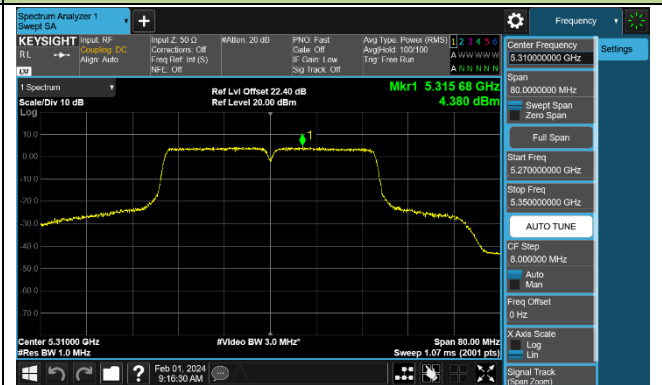 Spectrum Analyzer 1
Swept SA
+
Frequency
KEYSIGHT
RL
Input: RF
Coupling: DC
Align: Auto
Input Z: 50 Ω
Corrections: Off
Freq Ref: Int (S)
NFE: Off
#Atten: 20 dB
PNO: Fast
Gate: Off
IF Gain: Low
Sig Track: Off
Avg Type: Power (RMS)
Avg|Hold: 100/100
Trig: Free Run
1 2 3 4 5 6
A W W W W W
A N N N N N
LXI
1 Spectrum
Scale/Div 10 dB
Log
Ref Lvl Offset 22.40 dB
Ref Level 20.00 dBm
Mkr1 5.315 68 GHz
4.380 dBm
1
10.0
0.00
-10.0
-20.0
-30.0
-40.0
-50.0
-60.0
-70.0
Center 5.31000 GHz
#Res BW 1.0 MHz
#Video BW 3.0 MHz*
Span 80.00 MHz
Sweep 1.07 ms (2001 pts)
Feb 01, 2024
9:16:30 AM
?
Settings
Center Frequency
5.310000000 GHz
Span
80.0000000 MHz
Swept Span
Zero Span
Full Span
Start Freq
5.270000000 GHz
Stop Freq
5.350000000 GHz
AUTO TUNE
CF Step
8.000000 MHz
Auto
Man
Freq Offset
0 Hz
X Axis Scale
Log
Lin
Signal Track
(Span Zoom)